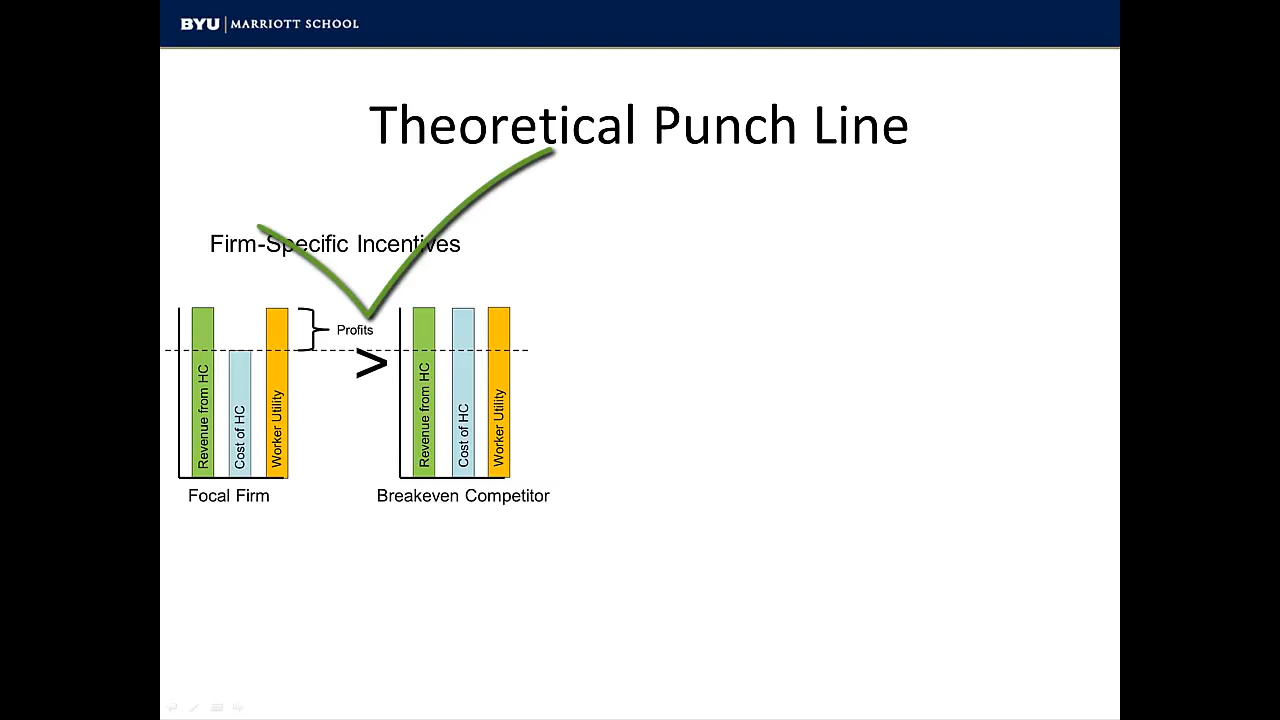 BYU | MARRIOTT SCHOOL
Theoretical Punch Line
Firm-Specific Incentives
Profits
>
Revenue from HC
Cost of HC
Worker Utility
Revenue from HC
Cost of HC
Worker Utility
Focal Firm
Breakeven Competitor